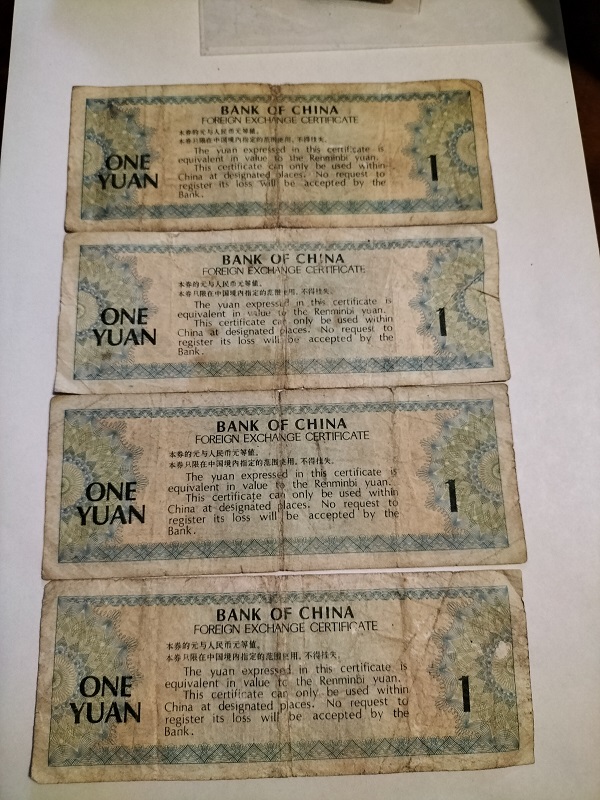 BANK OF CHINA
FOREIGN EXCHANGE CERTIFICATE
本券的元与人民币元等值。
本券只限在中国境内指定的范围使用，不得挂失。
The yuan expressed in this certificate is
equivalent in value to the Renminbi yuan.
This certificate can only be used within
China at designated places. No request to
register its loss will be accepted by the
Bank.
ONE
YUAN
1
BANK OF CHINA
FOREIGN EXCHANGE CERTIFICATE
本券的元与人民币元等值。
本券只限在中国境内指定的范围使用，不得挂失。
The yuan expressed in this certificate is
equivalent in value to the Renminbi yuan.
This certificate can only be used within
China at designated places. No request to
register its loss will be accepted by the
Bank.
ONE
YUAN
1
BANK OF CHINA
FOREIGN EXCHANGE CERTIFICATE
本券的元与人民币元等值。
本券只限在中国境内指定的范围使用，不得挂失。
The yuan expressed in this certificate is
equivalent in value to the Renminbi yuan.
This certificate can only be used within
China at designated places. No request to
register its loss will be accepted by the
Bank.
ONE
YUAN
1
BANK OF CHINA
FOREIGN EXCHANGE CERTIFICATE
本券的元与人民币元等值。
本券只限在中国境内指定的范围使用，不得挂失。
The yuan expressed in this certificate is
equivalent in value to the Renminbi yuan.
This certificate can only be used within
China at designated places. No request to
register its loss will be accepted by the
Bank.
ONE
YUAN
1